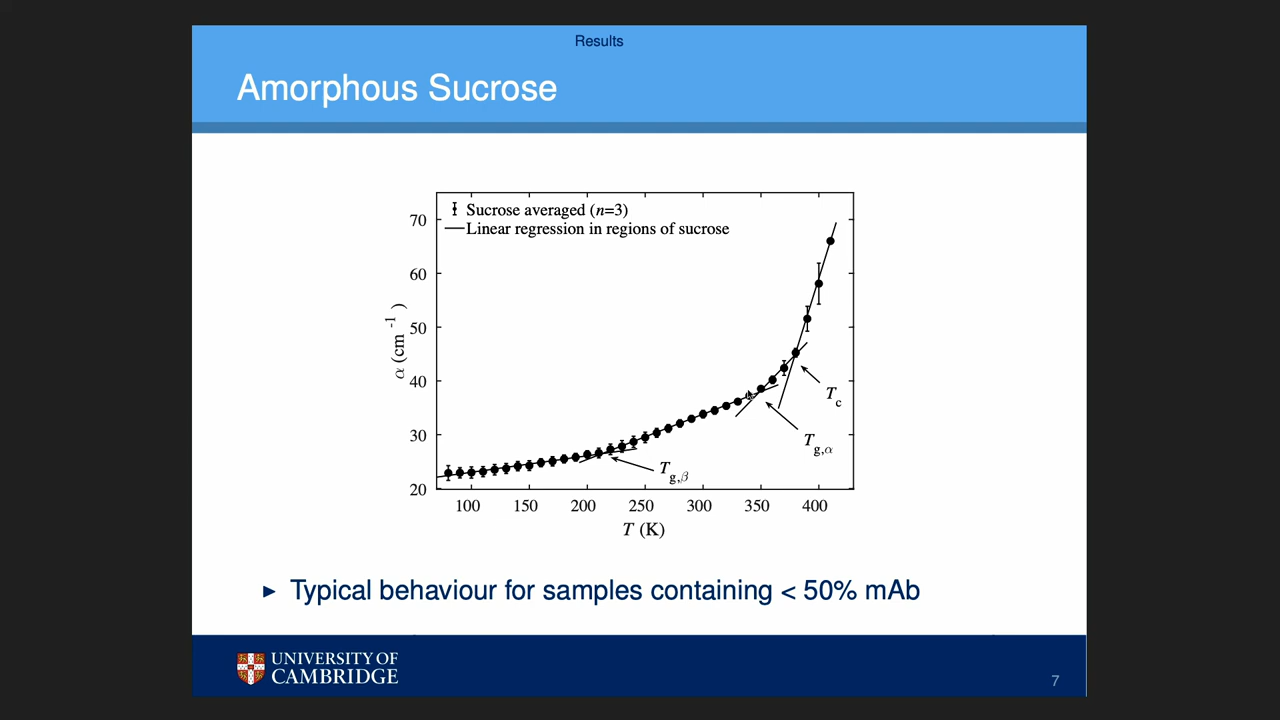 Results
Amorphous Sucrose
Sucrose averaged (n=3)
Linear regression in regions of sucrose
70
60
50
40
30
20
α (cm⁻¹)
T_c
T_g,α
T_g,β
100 150 200 250 300 350 400
T (K)
► Typical behaviour for samples containing < 50% mAb
UNIVERSITY OF
CAMBRIDGE
7